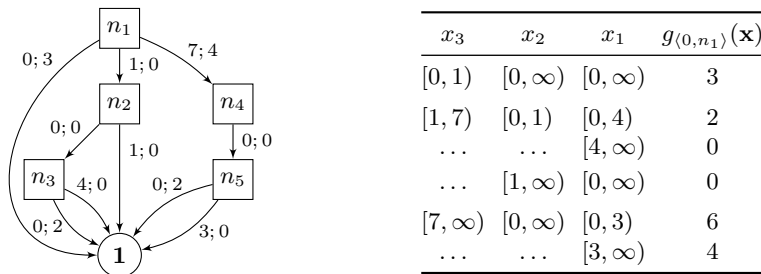 n₁
0; 3
1; 0
7; 4
n₂
n₄
0; 0
1; 0
0; 0
n₃
4; 0
0; 2
n₅
0; 2
3; 0
1
x₃ x₂ x₁ g⟨0,n₁⟩(x)
[0, 1) [0, ∞) [0, ∞) 3
[1, 7) [0, 1) [0, 4) 2
... ... [4, ∞) 0
... [1, ∞) [0, ∞) 0
[7, ∞) [0, ∞) [0, 3) 6
... ... [3, ∞) 4